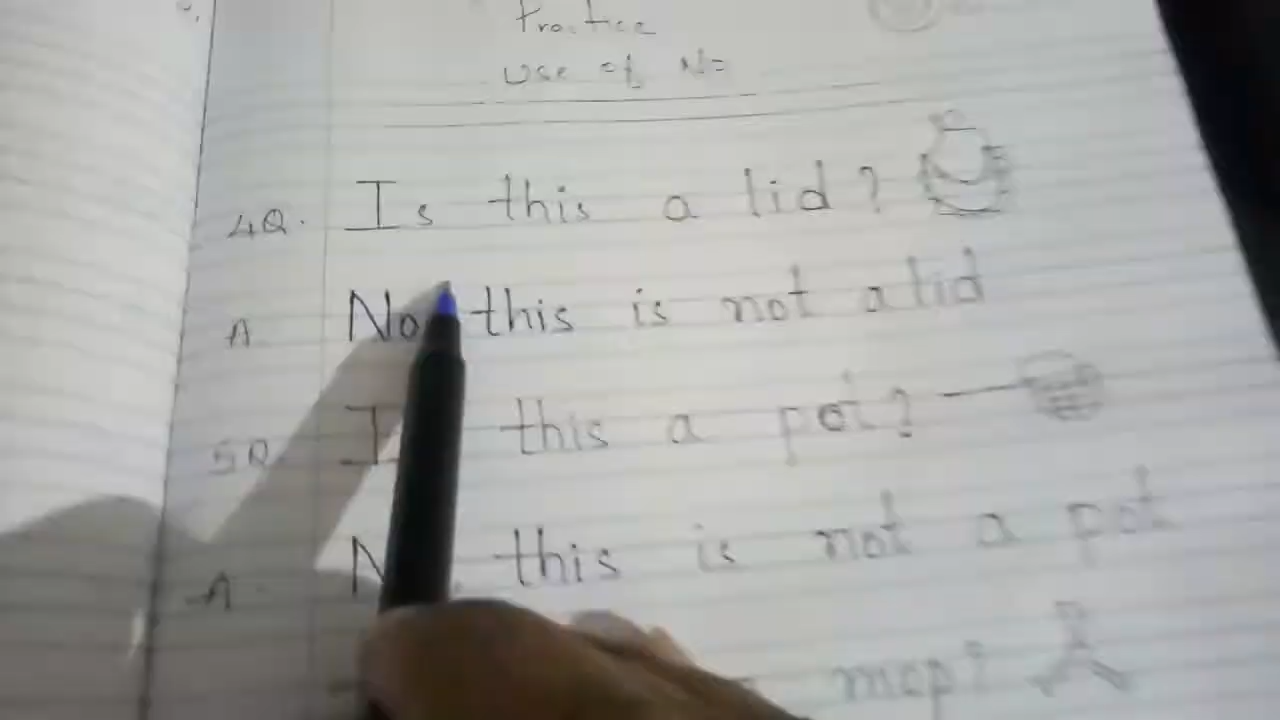 Practice
Use of No
4Q. Is this a lid?
A No this is not a lid
5Q this a pot?
A. this is not a pot
mop?